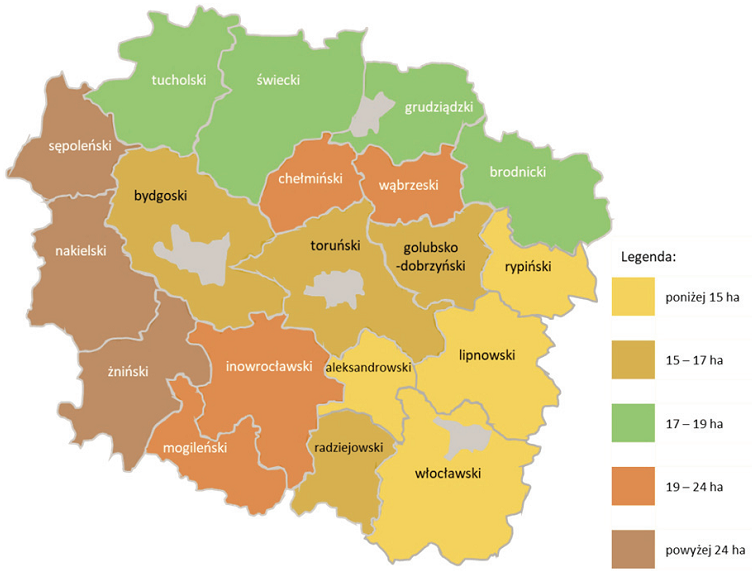 tucholski
świecki
grudziądzki
sępoleński
chełmiński
wąbrzeski
brodnicki
bydgoski
nakielski
toruński
golubsko
-dobrzyński
rypiński
Legenda:
poniżej 15 ha
15 – 17 ha
17 – 19 ha
19 – 24 ha
powyżej 24 ha
żniński
inowrocławski
aleksandrowski
lipnowski
mogileński
radziejowski
włocławski